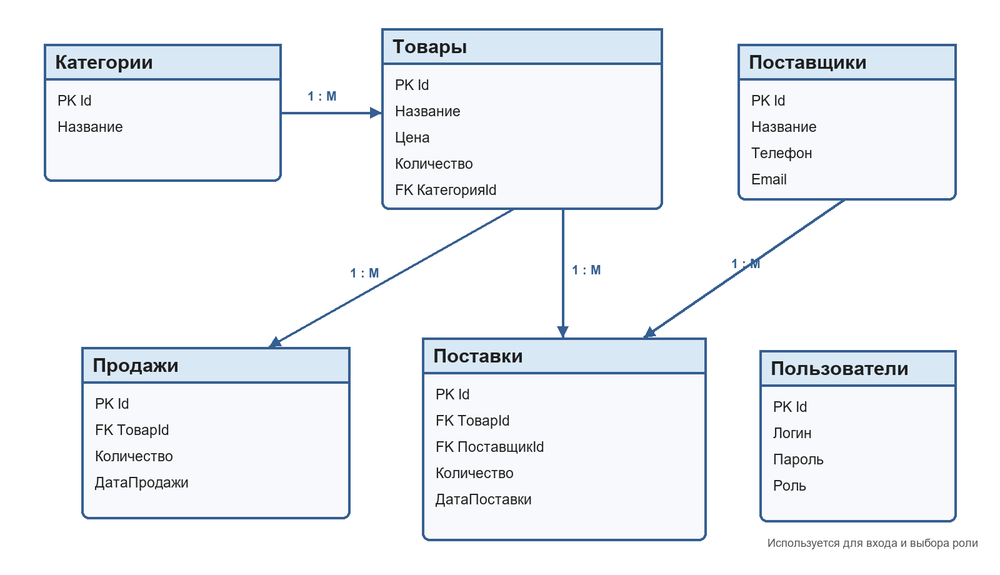 Категории
PK Id
Название
1 : М
Товары
PK Id
Название
Цена
Количество
FK КатегорияId
Поставщики
PK Id
Название
Телефон
Email
1 : М
1 : М
1 : М
Продажи
PK Id
FK ТоварId
Количество
ДатаПродажи
Поставки
PK Id
FK ТоварId
FK ПоставщикId
Количество
ДатаПоставки
Пользователи
PK Id
Логин
Пароль
Роль
Используется для входа и выбора роли